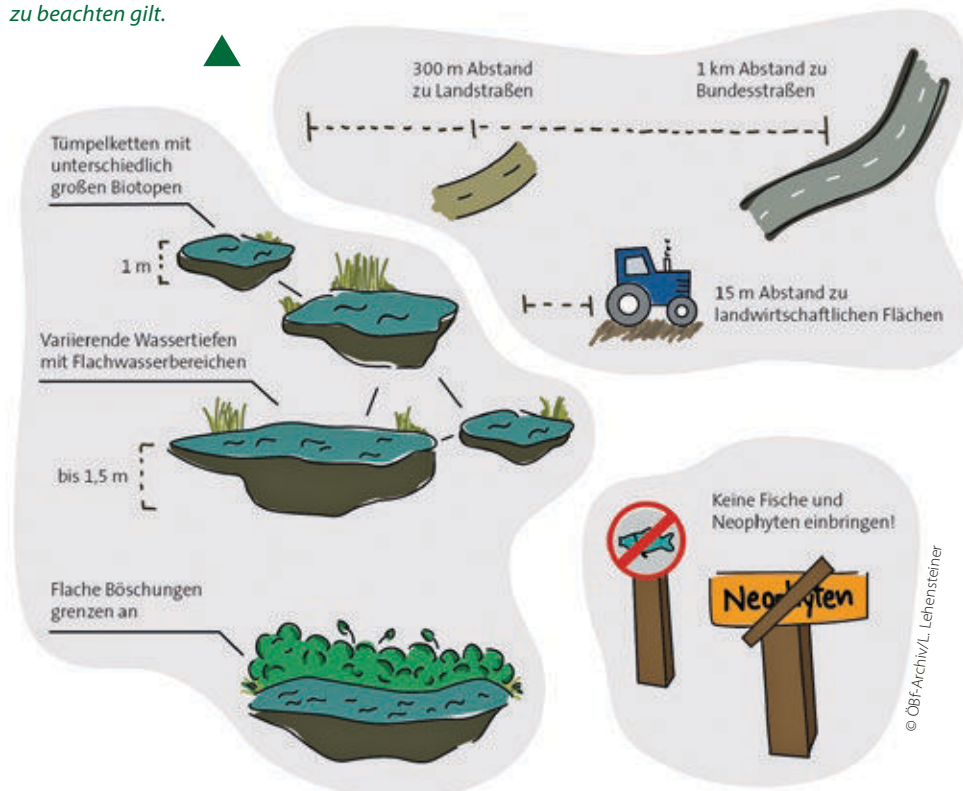 zu beachten gilt.
300 m Abstand
zu Landstraßen
1 km Abstand zu
Bundesstraßen
Tümpelketten mit
unterschiedlich
großen Biotopen
1 m
15 m Abstand zu
landwirtschaftlichen Flächen
Variierende Wassertiefen
mit Flachwasserbereichen
bis 1,5 m
Keine Fische und
Neophyten einbringen!
Neophyten
Flache Böschungen
grenzen an
© ÖBf-Archiv/L. Lehensteiner